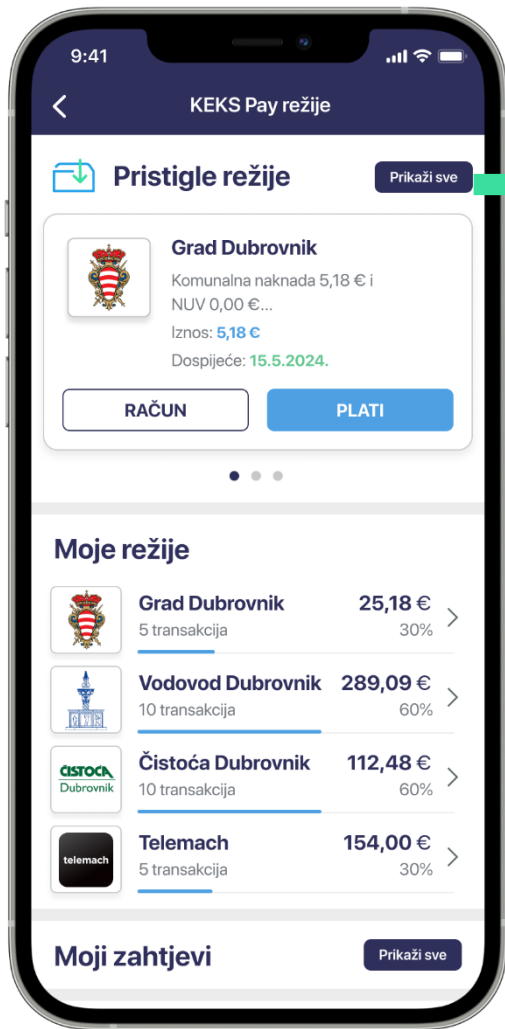 9:41
KEKS Pay režije
Pristigle režije
Prikaži sve
Grad Dubrovnik
Komunalna naknada 5,18 € i
NUV 0,00 €...
Iznos: 5,18 €
Dospijeće: 15.5.2024.
RAČUN
PLATI
Moje režije
Grad Dubrovnik 25,18 €
5 transakcija 30%
Vodovod Dubrovnik 289,09 €
10 transakcija 60%
ČISTOĆA
Dubrovnik
Čistoća Dubrovnik 112,48 €
10 transakcija 60%
telemach
Telemach 154,00 €
5 transakcija 30%
Moji zahtjevi
Prikaži sve